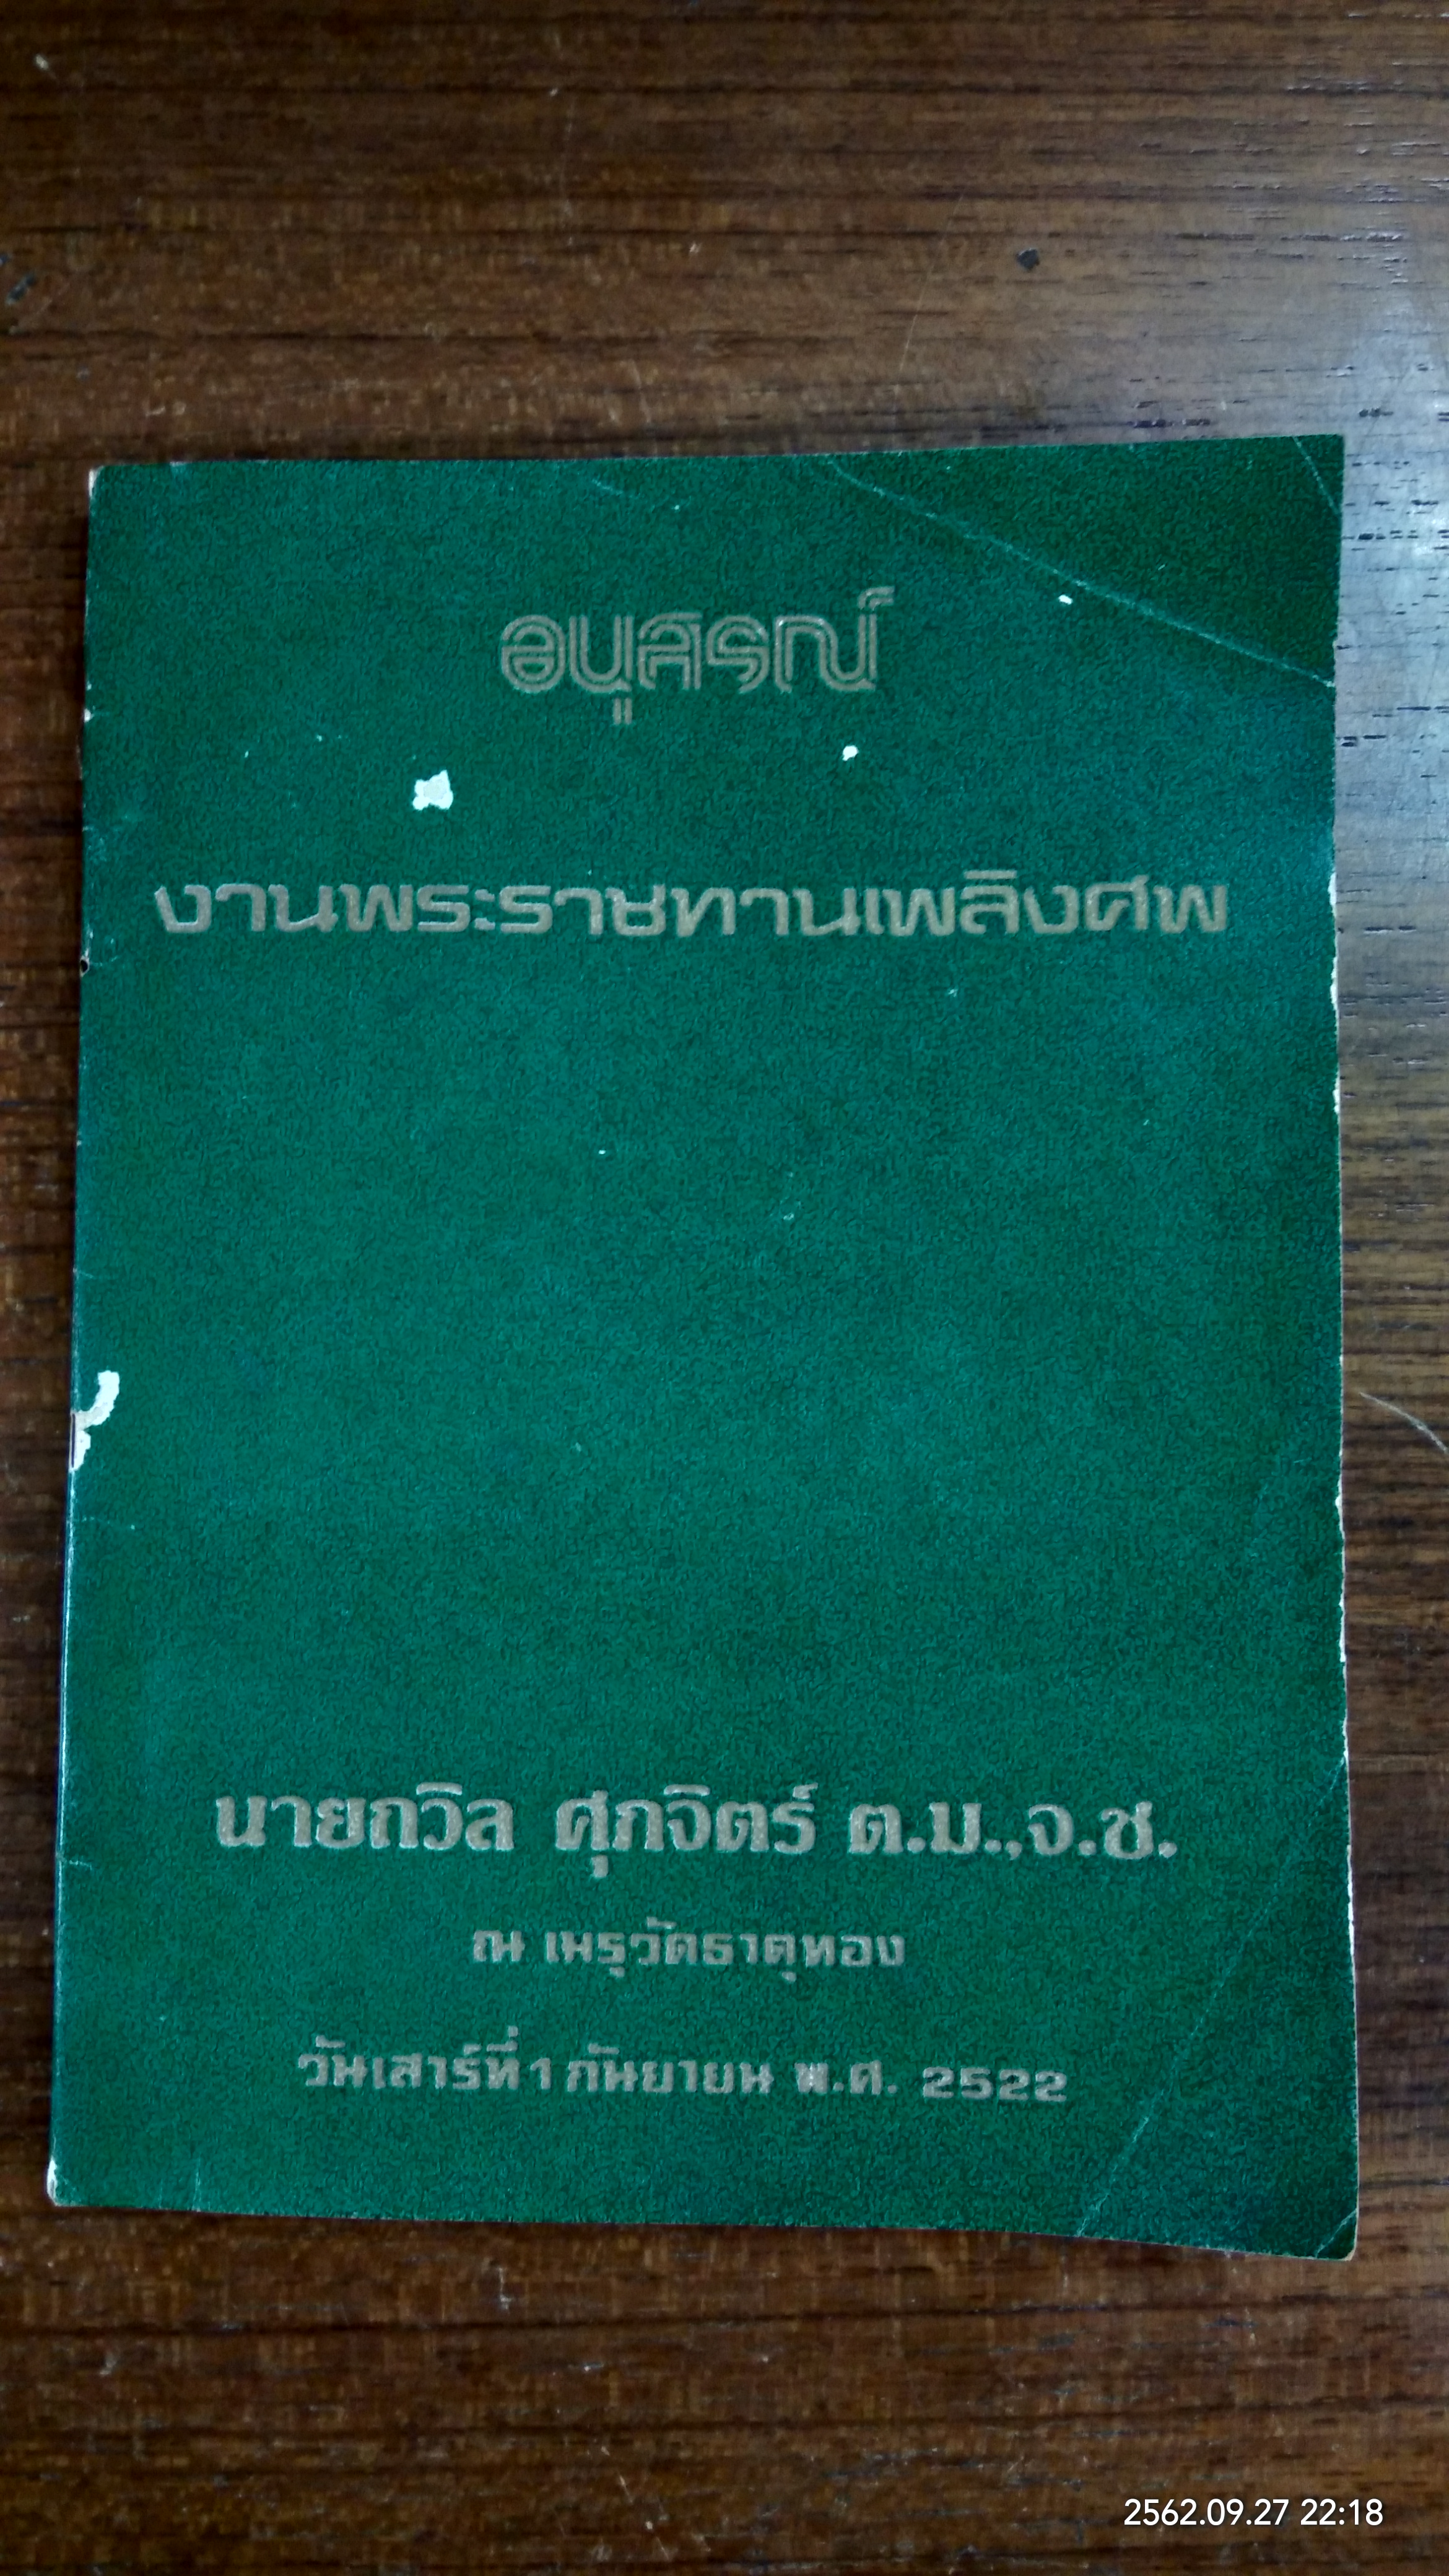 อนุสรณ์
งานพระราชทานเพลิงศพ
นายถวิล ศุภจิตร์ ต.ม.,จ.ช.
ณ เมรุวัดธาตุทอง
วันเสาร์ที่ 1 กันยายน พ.ศ. 2522
2562.09.27 22:18